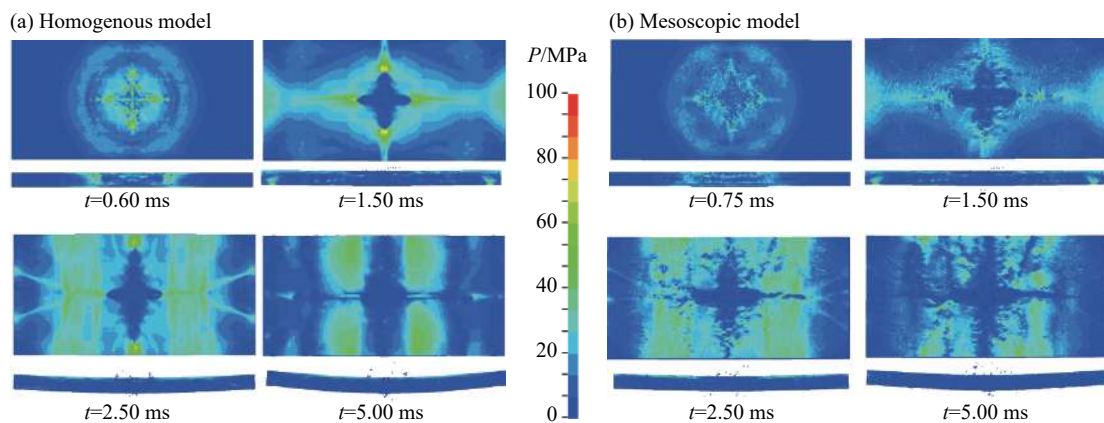 (a) Homogenous model
(b) Mesoscopic model
P/MPa
100
80
60
40
20
0
t=0.60 ms
t=1.50 ms
t=2.50 ms
t=5.00 ms
t=0.75 ms
t=1.50 ms
t=2.50 ms
t=5.00 ms